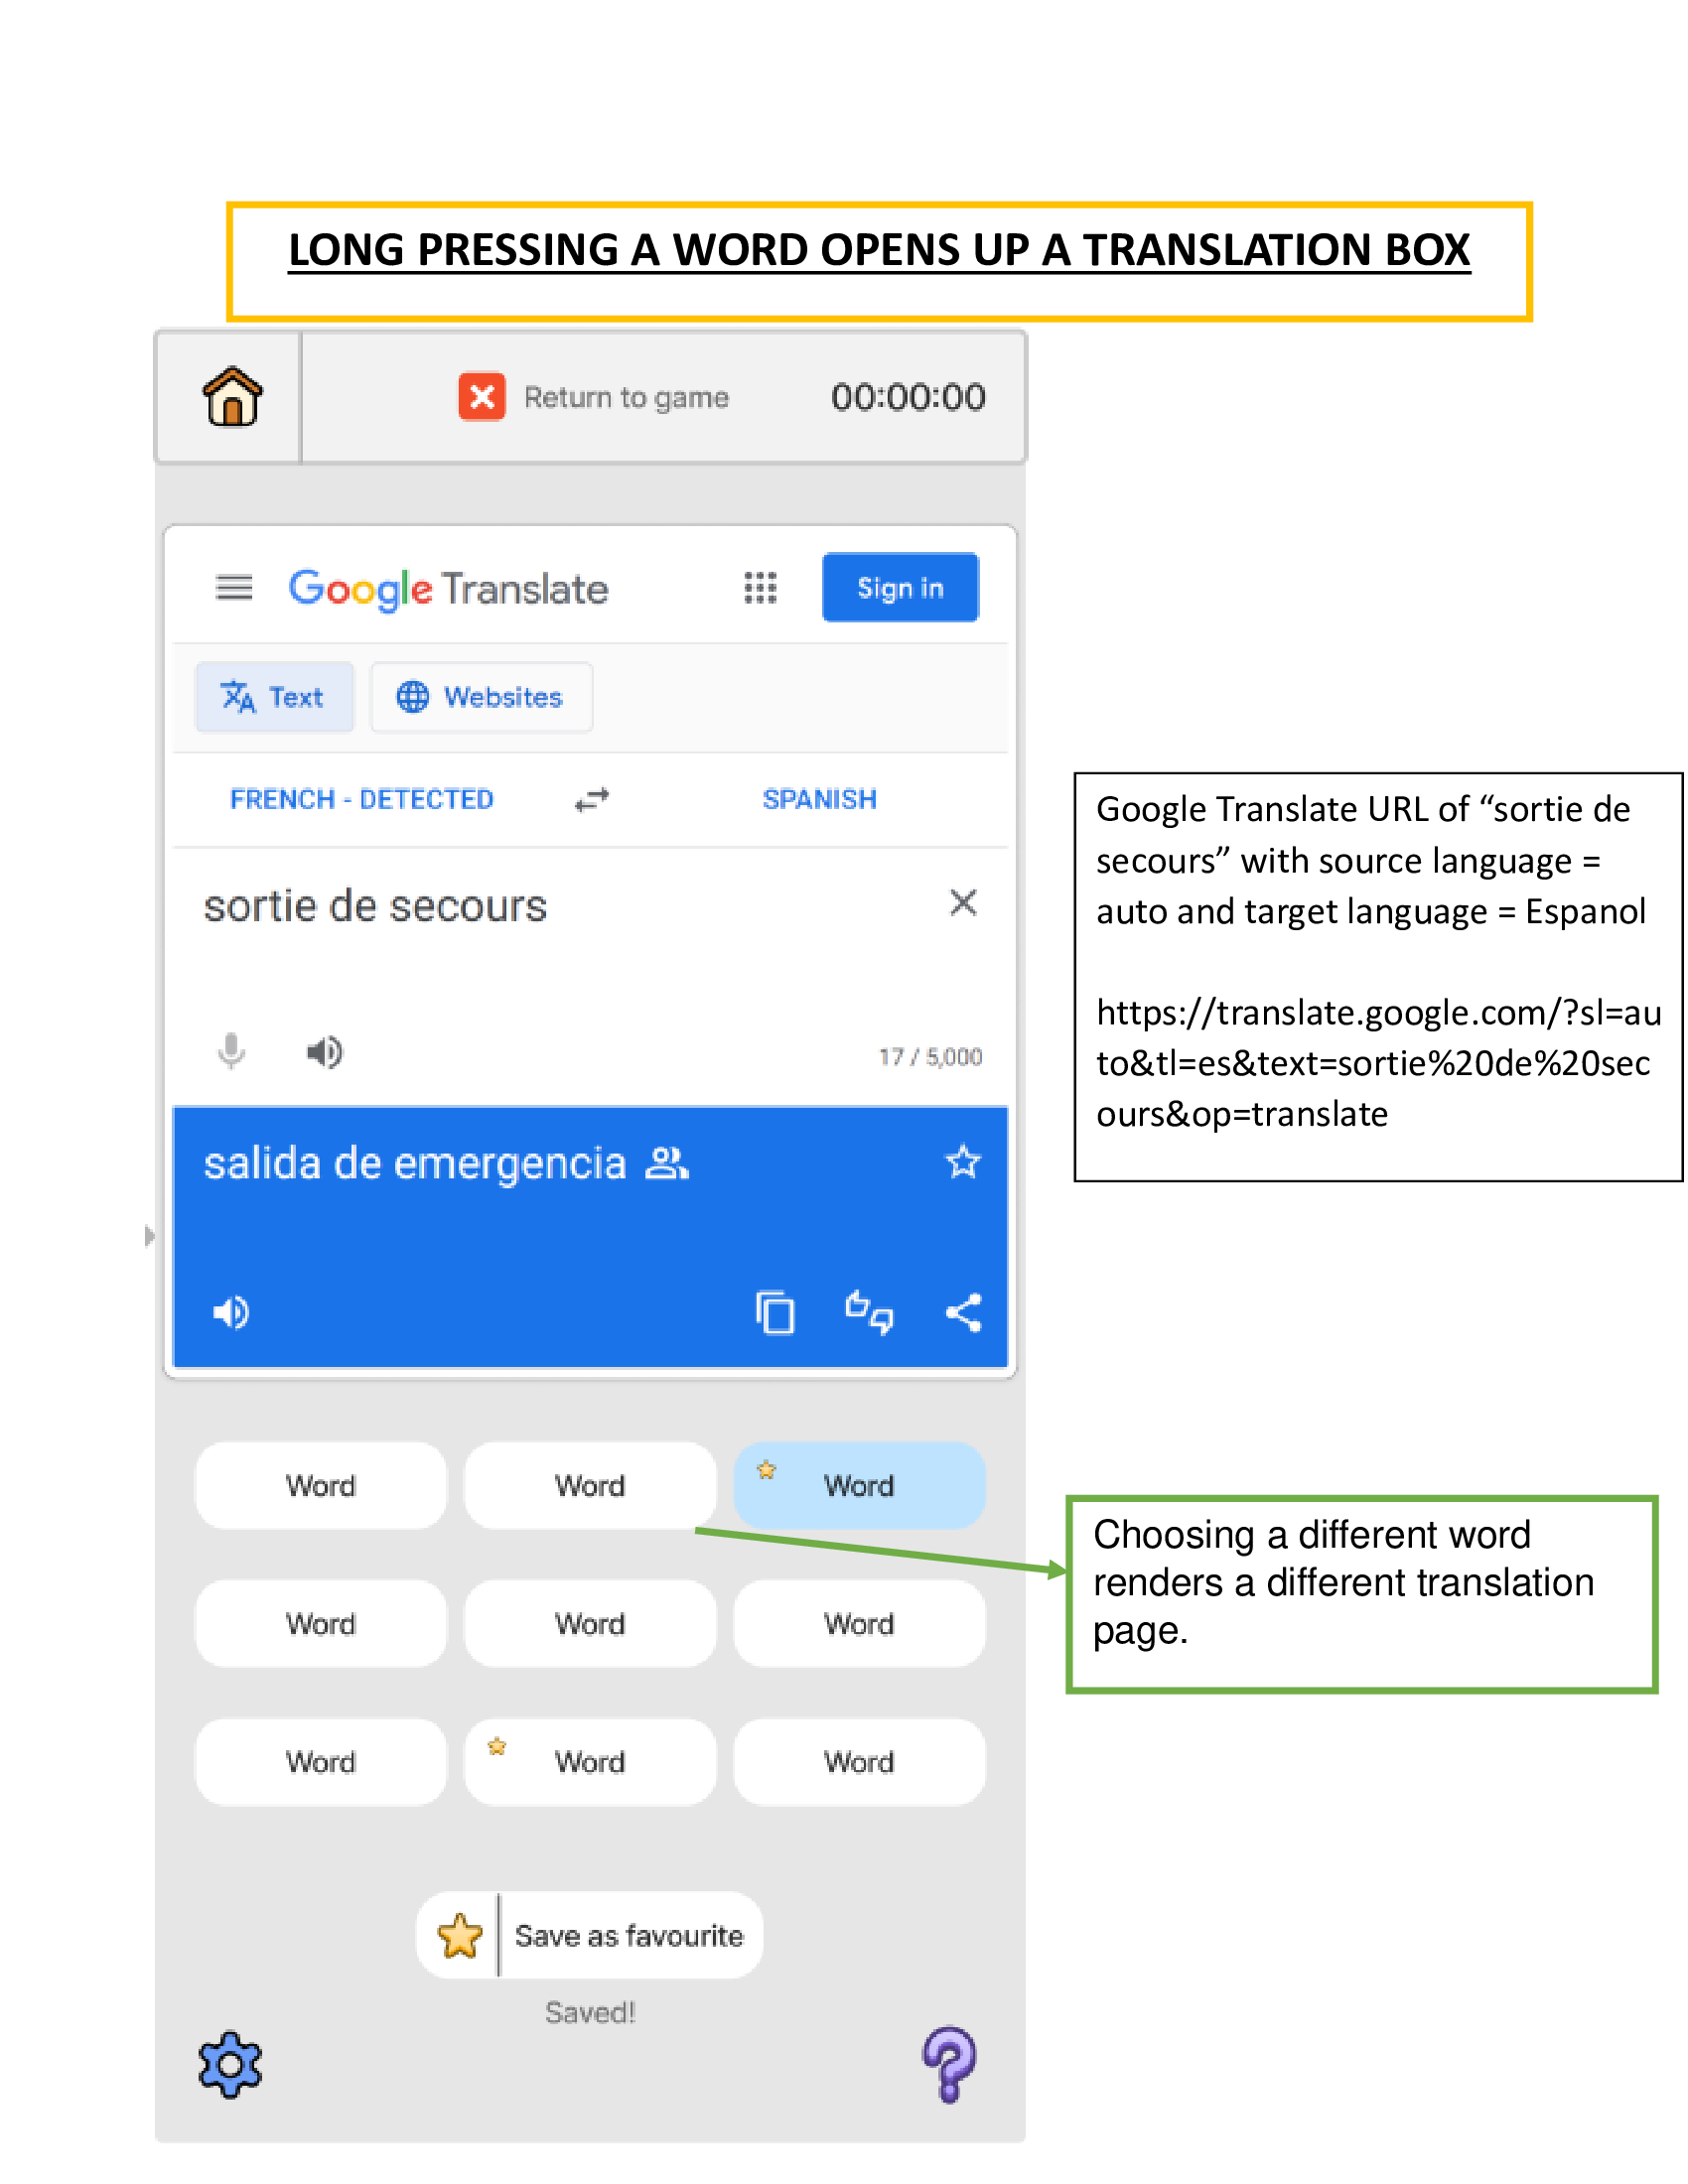 LONG PRESSING A WORD OPENS UP A TRANSLATION BOX
Return to game
00:00:00
Google Translate
Sign in
Text
Websites
FRENCH - DETECTED
SPANISH
sortie de secours
17 / 5,000
salida de emergencia
Google Translate URL of “sortie de
secours” with source language =
auto and target language = Espanol
https://translate.google.com/?sl=au
to&tl=es&text=sortie%20de%20sec
ours&op=translate
Word
Word
Word
Choosing a different word
renders a different translation
page.
Word
Word
Word
Word
Word
Word
Save as favourite
Saved!